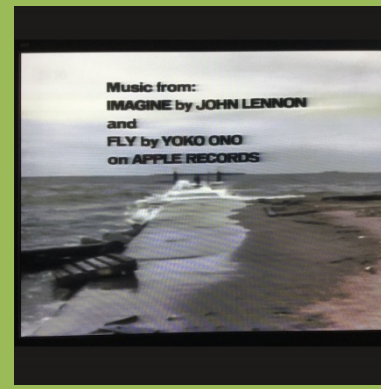 Music from:
IMAGINE by JOHN LENNON
and
FLY by YOKO ONO
on APPLE RECORDS